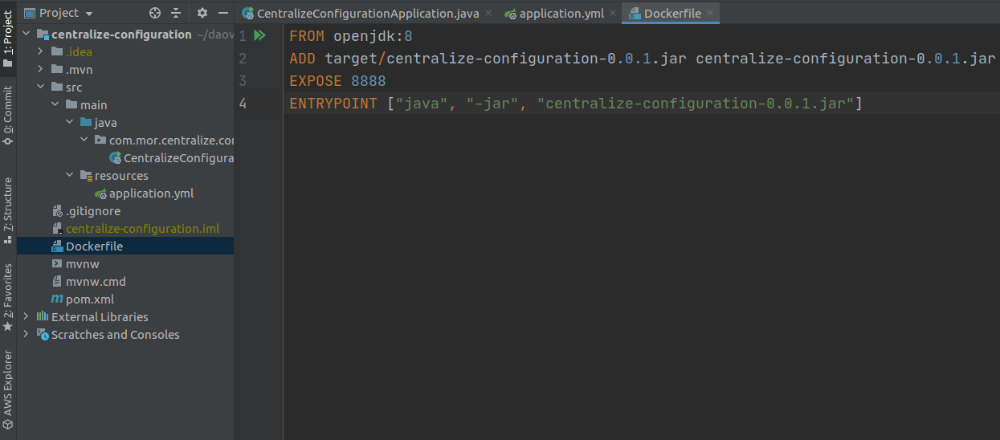 Project
CentralizeConfigurationApplication.java
application.yml
Dockerfile
1: Project
0: Commit
7: Structure
2: Favorites
AWS Explorer
centralize-configuration ~/daov
.idea
.mvn
src
main
java
com.mor.centralize.cor
CentralizeConfigura
resources
application.yml
.gitignore
centralize-configuration.iml
Dockerfile
mvnw
mvnw.cmd
pom.xml
External Libraries
Scratches and Consoles
1 FROM openjdk:8
2 ADD target/centralize-configuration-0.0.1.jar centralize-configuration-0.0.1.jar
3 EXPOSE 8888
4 ENTRYPOINT ["java", "-jar", "centralize-configuration-0.0.1.jar"]